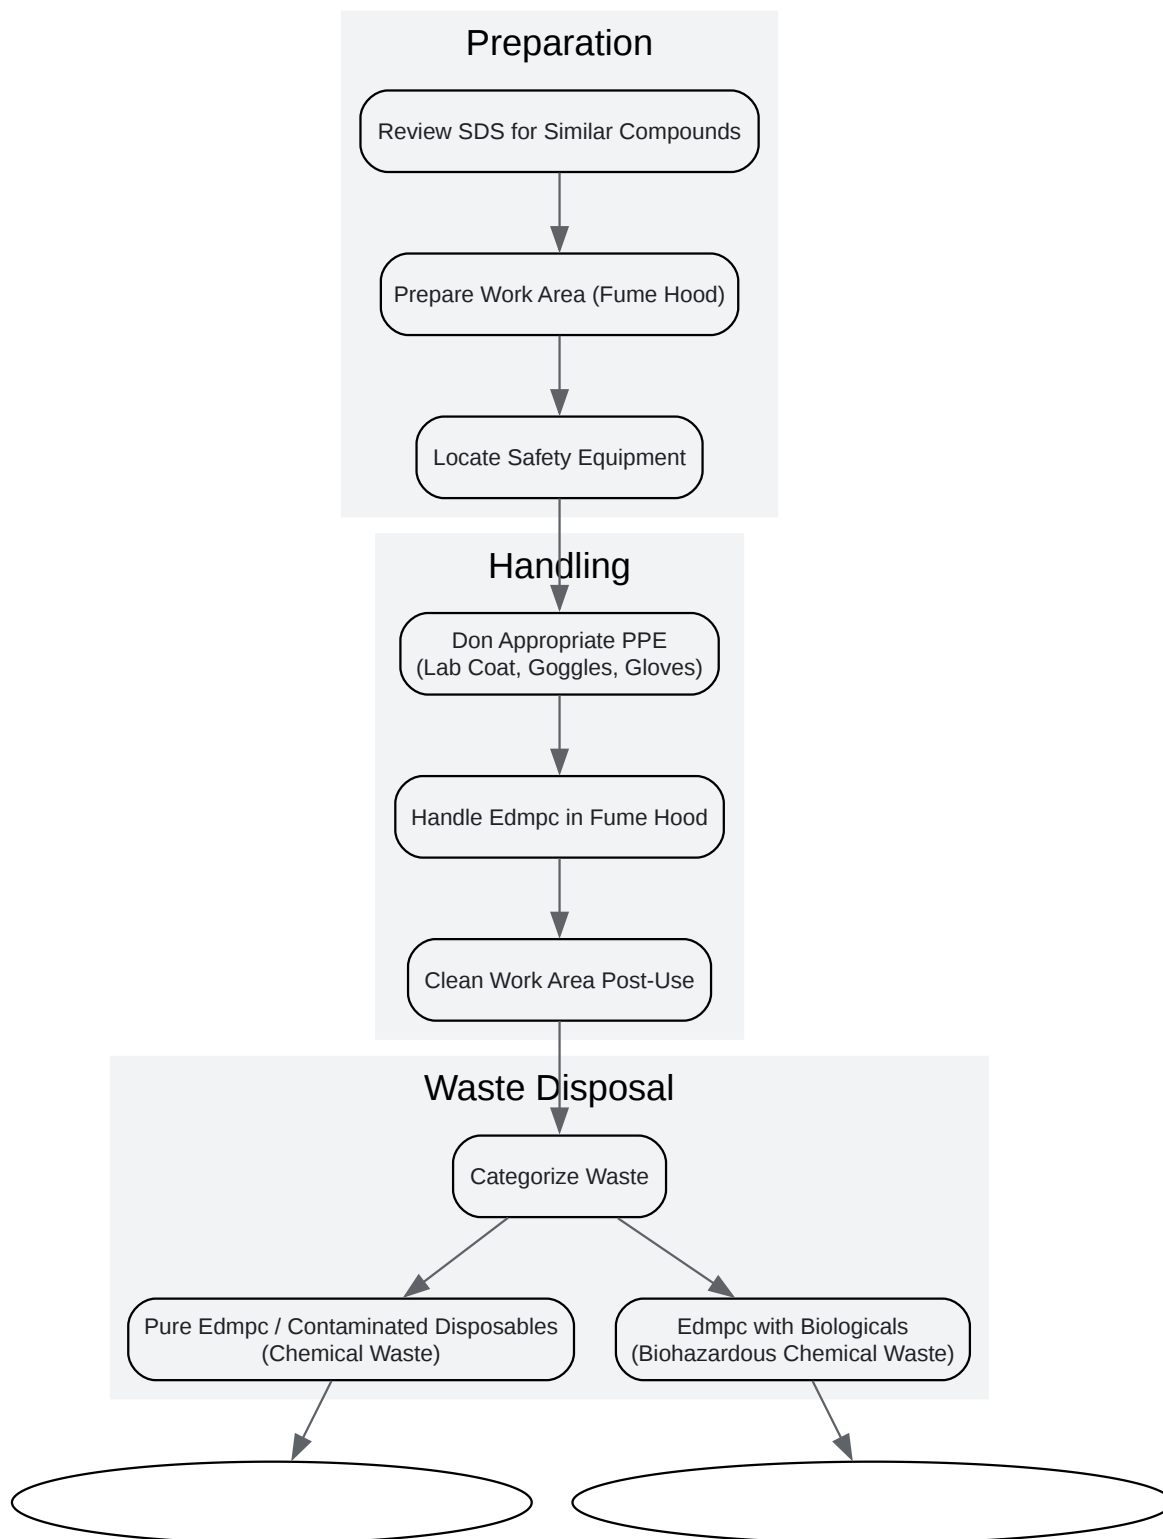 Preparation
Review SDS for Similar Compounds
Prepare Work Area (Fume Hood)
Locate Safety Equipment
Handling
Don Appropriate PPE
(Lab Coat, Goggles, Gloves)
Handle Edmpc in Fume Hood
Clean Work Area Post-Use
Waste Disposal
Categorize Waste
Pure Edmpc / Contaminated Disposables
(Chemical Waste)
Edmpc with Biologicals
(Biohazardous Chemical Waste)